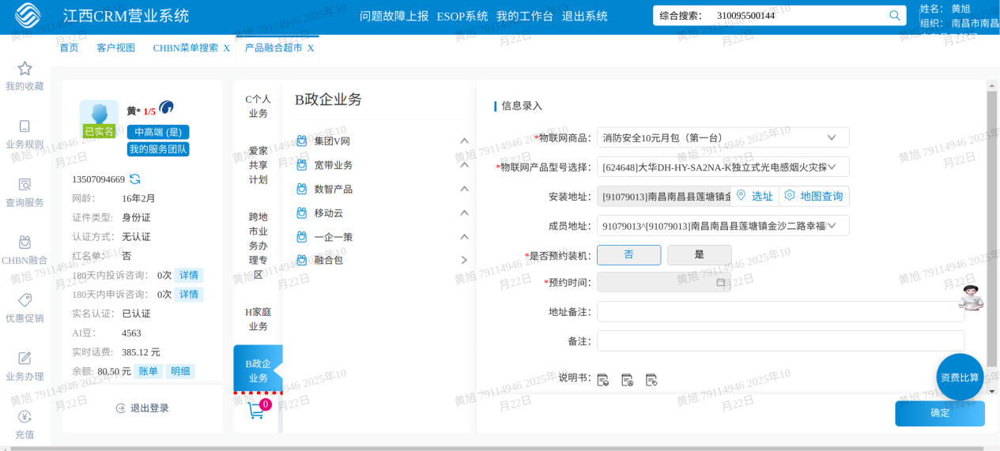 江西CRM营业系统
问题故障上报 ESOP系统 我的工作台 退出系统
综合搜索： 310095500144
姓名： 黄旭
组织： 南昌市南昌
首页 客户视图 CHBN菜单搜索 X 产品融合超市 X
我的收藏
业务规则
查询服务
CHBN融合
优惠促销
业务办理
充值
已实名
黄* 1/5
中高端 (是)
我的服务团队
13507094669
网龄： 16年2月
证件类型: 身份证
认证方式: 无认证
红名单: 否
180天内投诉咨询： 0次 详情
180天内申诉咨询： 0次 详情
实名认证: 已认证
AI豆: 4563
实时话费: 385.12 元
余额: 80.50 元 账单 明细
退出登录
C个人
业务
爱家
共享
计划
跨地
市业
务办
理专
区
H家庭
业务
B政企
业务
0
B政企业务
集团V网
宽带业务
数智产品
移动云
一企一策
融合包
信息录入
*物联网商品： 消防安全10元月包（第一台）
*物联网产品型号选择： [624648]大华DH-HY-SA2NA-K独立式光电感烟火灾探
安装地址： [91079013]南昌南昌县莲塘镇金 选址 地图查询
成员地址： 91079013^[91079013]南昌南昌县莲塘镇金沙二路幸福
*是否预约装机： 否 是
*预约时间：
地址备注：
备注：
说明书：
资费比算
确定
黄旭 79114946 2025年10
月22日